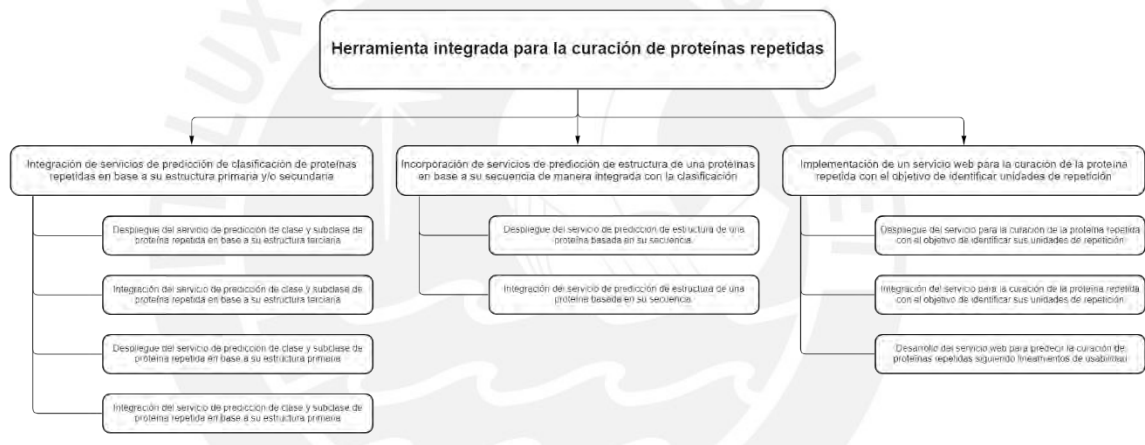 Herramienta integrada para la curación de proteínas repetidas
Integración de servicios de predicción de clasificación de proteínas
repetidas en base a su estructura primaria y/o secundaria
Despliegue del servicio de predicción de clase y subclase de
proteína repetida en base a su estructura terciaria
Integración del servicio de predicción de clase y subclase de
proteína repetida en base a su estructura terciaria
Despliegue del servicio de predicción de clase y subclase de
proteína repetida en base a su estructura primaria
Integración del servicio de predicción de clase y subclase de
proteína repetida en base a su estructura primaria
Incorporación de servicios de predicción de estructura de una proteínas
en base a su secuencia de manera integrada con la clasificación
Despliegue del servicio de predicción de estructura de una
proteína basada en su secuencia.
Integración del servicio de predicción de estructura de una
proteína basada en su secuencia.
Implementación de un servicio web para la curación de la proteína
repetida con el objetivo de identificar unidades de repetición
Despliegue del servicio para la curación de la proteína repetida
con el objetivo de identificar sus unidades de repetición
Integración del servicio para la curación de la proteína repetida
con el objetivo de identificar sus unidades de repetición
Desarrollo del servicio web para predecir la curación de
proteínas repetidas siguiendo lineamientos de usabilidad